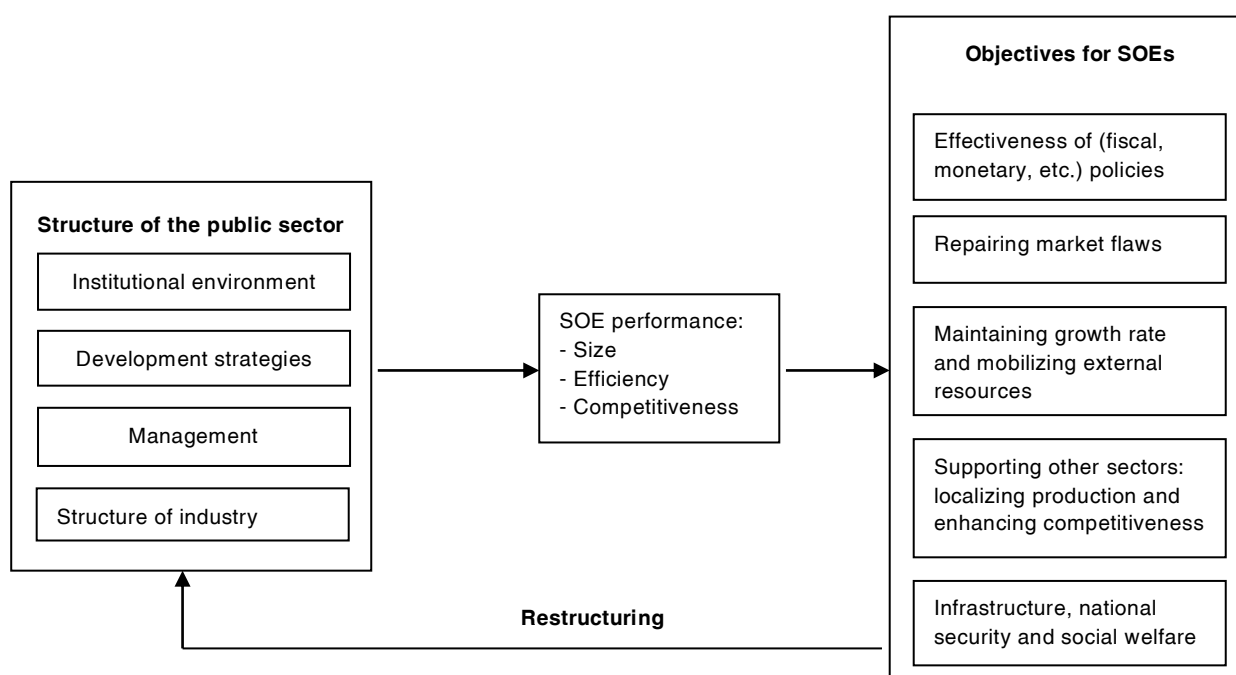 Structure of the public sector
Institutional environment
Development strategies
Management
Structure of industry
SOE performance:
- Size
- Efficiency
- Competitiveness
Objectives for SOEs
Effectiveness of (fiscal,
monetary, etc.) policies
Repairing market flaws
Maintaining growth rate
and mobilizing external
resources
Supporting other sectors:
localizing production and
enhancing competitiveness
Infrastructure, national
security and social welfare
Restructuring